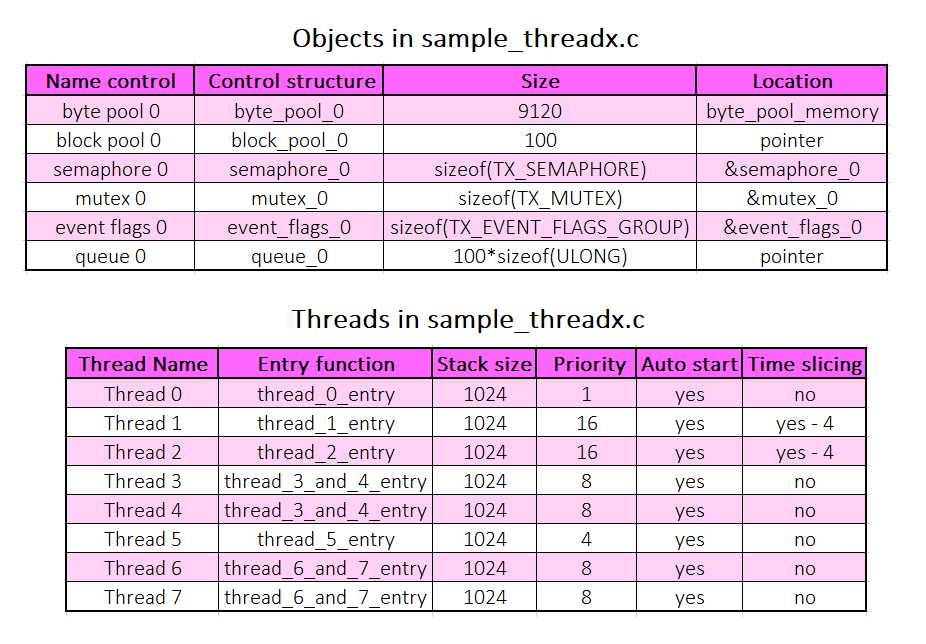 Objects in sample_threadx.c
Name control Control structure Size Location
byte pool 0 byte_pool_0 9120 byte_pool_memory
block pool 0 block_pool_0 100 pointer
semaphore 0 semaphore_0 sizeof(TX_SEMAPHORE) &semaphore_0
mutex 0 mutex_0 sizeof(TX_MUTEX) &mutex_0
event flags 0 event_flags_0 sizeof(TX_EVENT_FLAGS_GROUP) &event_flags_0
queue 0 queue_0 100*sizeof(ULONG) pointer
Threads in sample_threadx.c
Thread Name Entry function Stack size Priority Auto start Time slicing
Thread 0 thread_0_entry 1024 1 yes no
Thread 1 thread_1_entry 1024 16 yes yes - 4
Thread 2 thread_2_entry 1024 16 yes yes - 4
Thread 3 thread_3_and_4_entry 1024 8 yes no
Thread 4 thread_3_and_4_entry 1024 8 yes no
Thread 5 thread_5_entry 1024 4 yes no
Thread 6 thread_6_and_7_entry 1024 8 yes no
Thread 7 thread_6_and_7_entry 1024 8 yes no